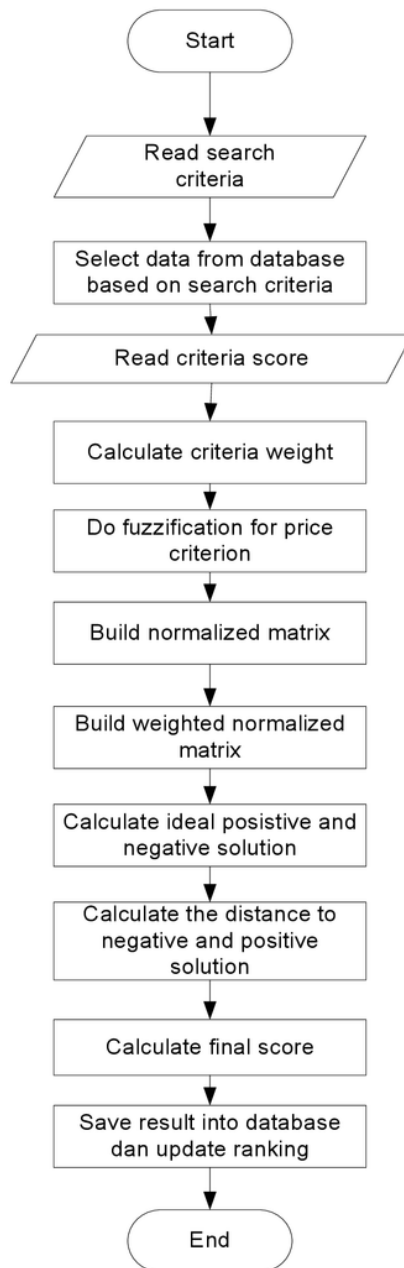 Start
Read search
criteria
Select data from database
based on search criteria
Read criteria score
Calculate criteria weight
Do fuzzification for price
criterion
Build normalized matrix
Build weighted normalized
matrix
Calculate ideal posistive and
negative solution
Calculate the distance to
negative and positive
solution
Calculate final score
Save result into database
dan update ranking
End